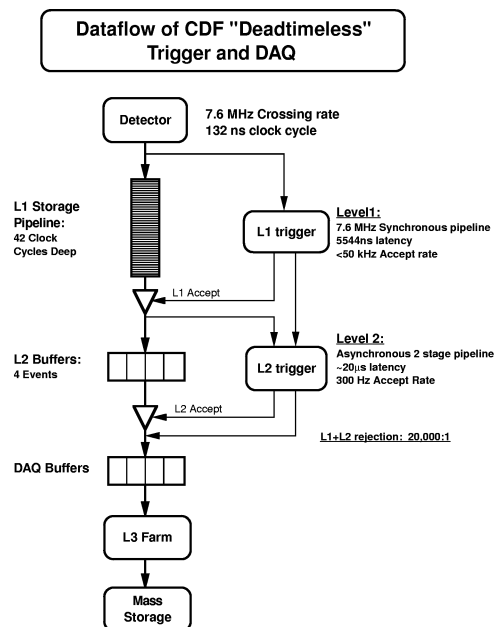 Dataflow of CDF "Deadtimeless"
Trigger and DAQ
Detector
7.6 MHz Crossing rate
132 ns clock cycle
L1 Storage
Pipeline:
42 Clock
Cycles Deep
L1 trigger
Level1:
7.6 MHz Synchronous pipeline
5544ns latency
<50 kHz Accept rate
L1 Accept
L2 Buffers:
4 Events
L2 trigger
Level 2:
Asynchronous 2 stage pipeline
~20μs latency
300 Hz Accept Rate
L2 Accept
L1+L2 rejection: 20,000:1
DAQ Buffers
L3 Farm
Mass
Storage